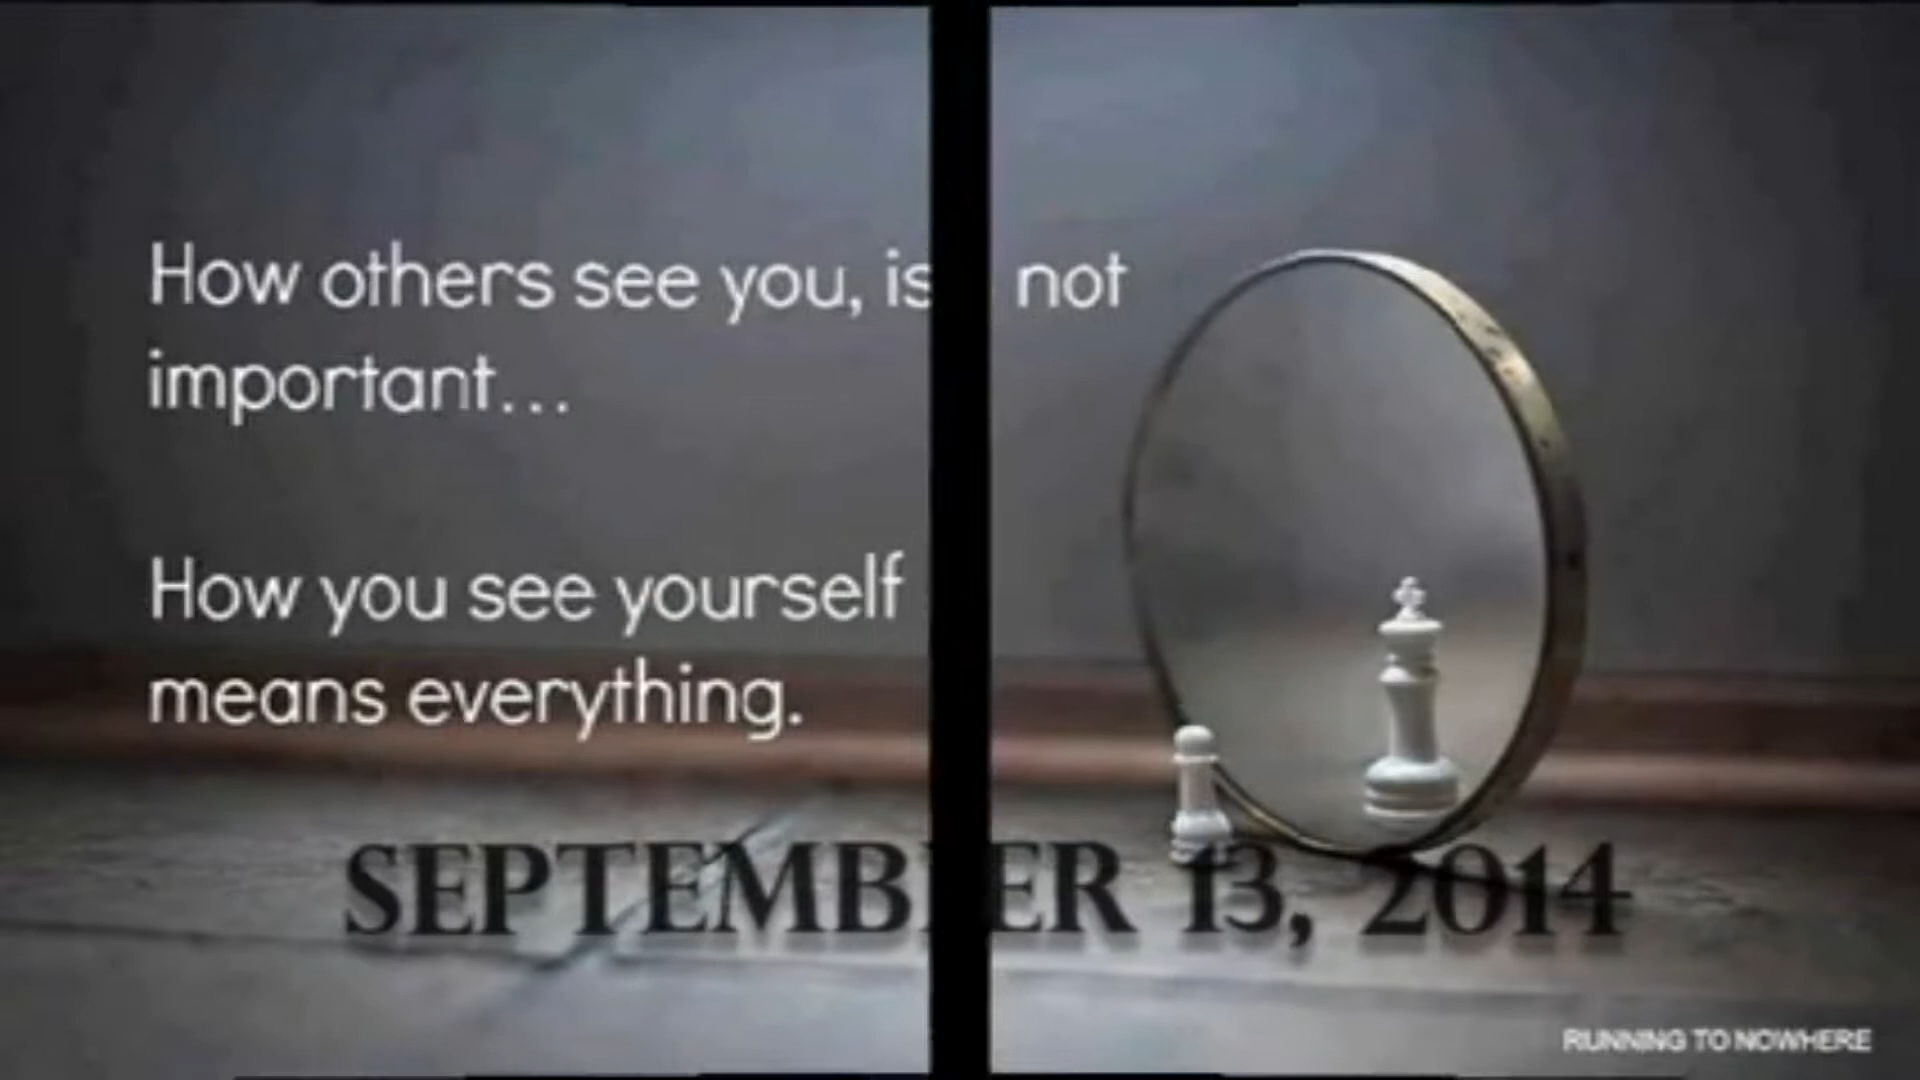 How others see you, is not
important...
How you see yourself
means everything.
SEPTEMBER 13, 2014
RUNNING TO NOWHERE